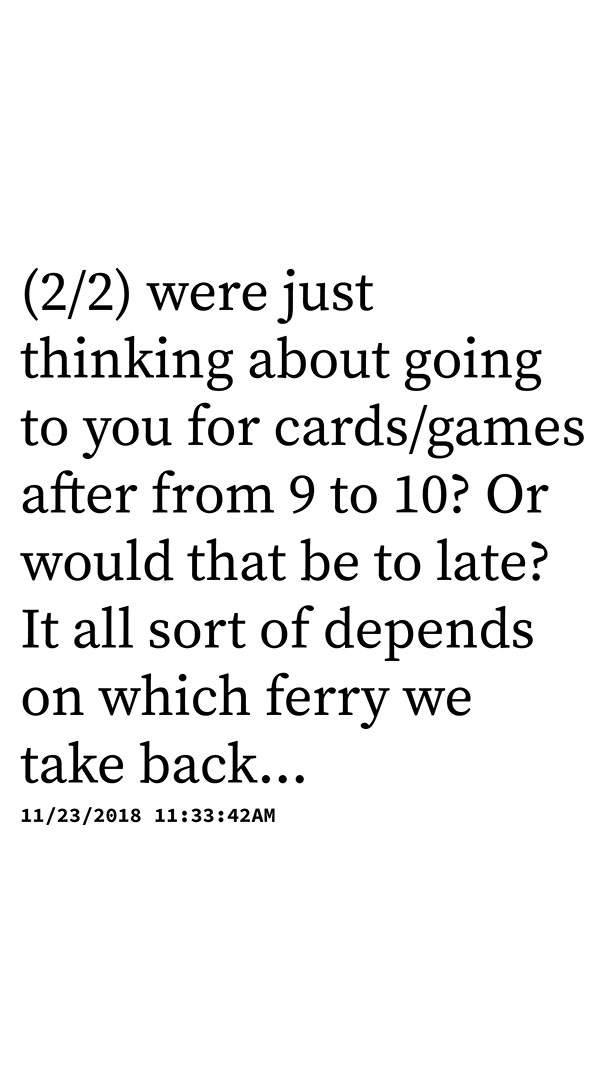 (2/2) were just
thinking about going
to you for cards/games
after from 9 to 10? Or
would that be to late?
It all sort of depends
on which ferry we
take back...
11/23/2018 11:33:42AM